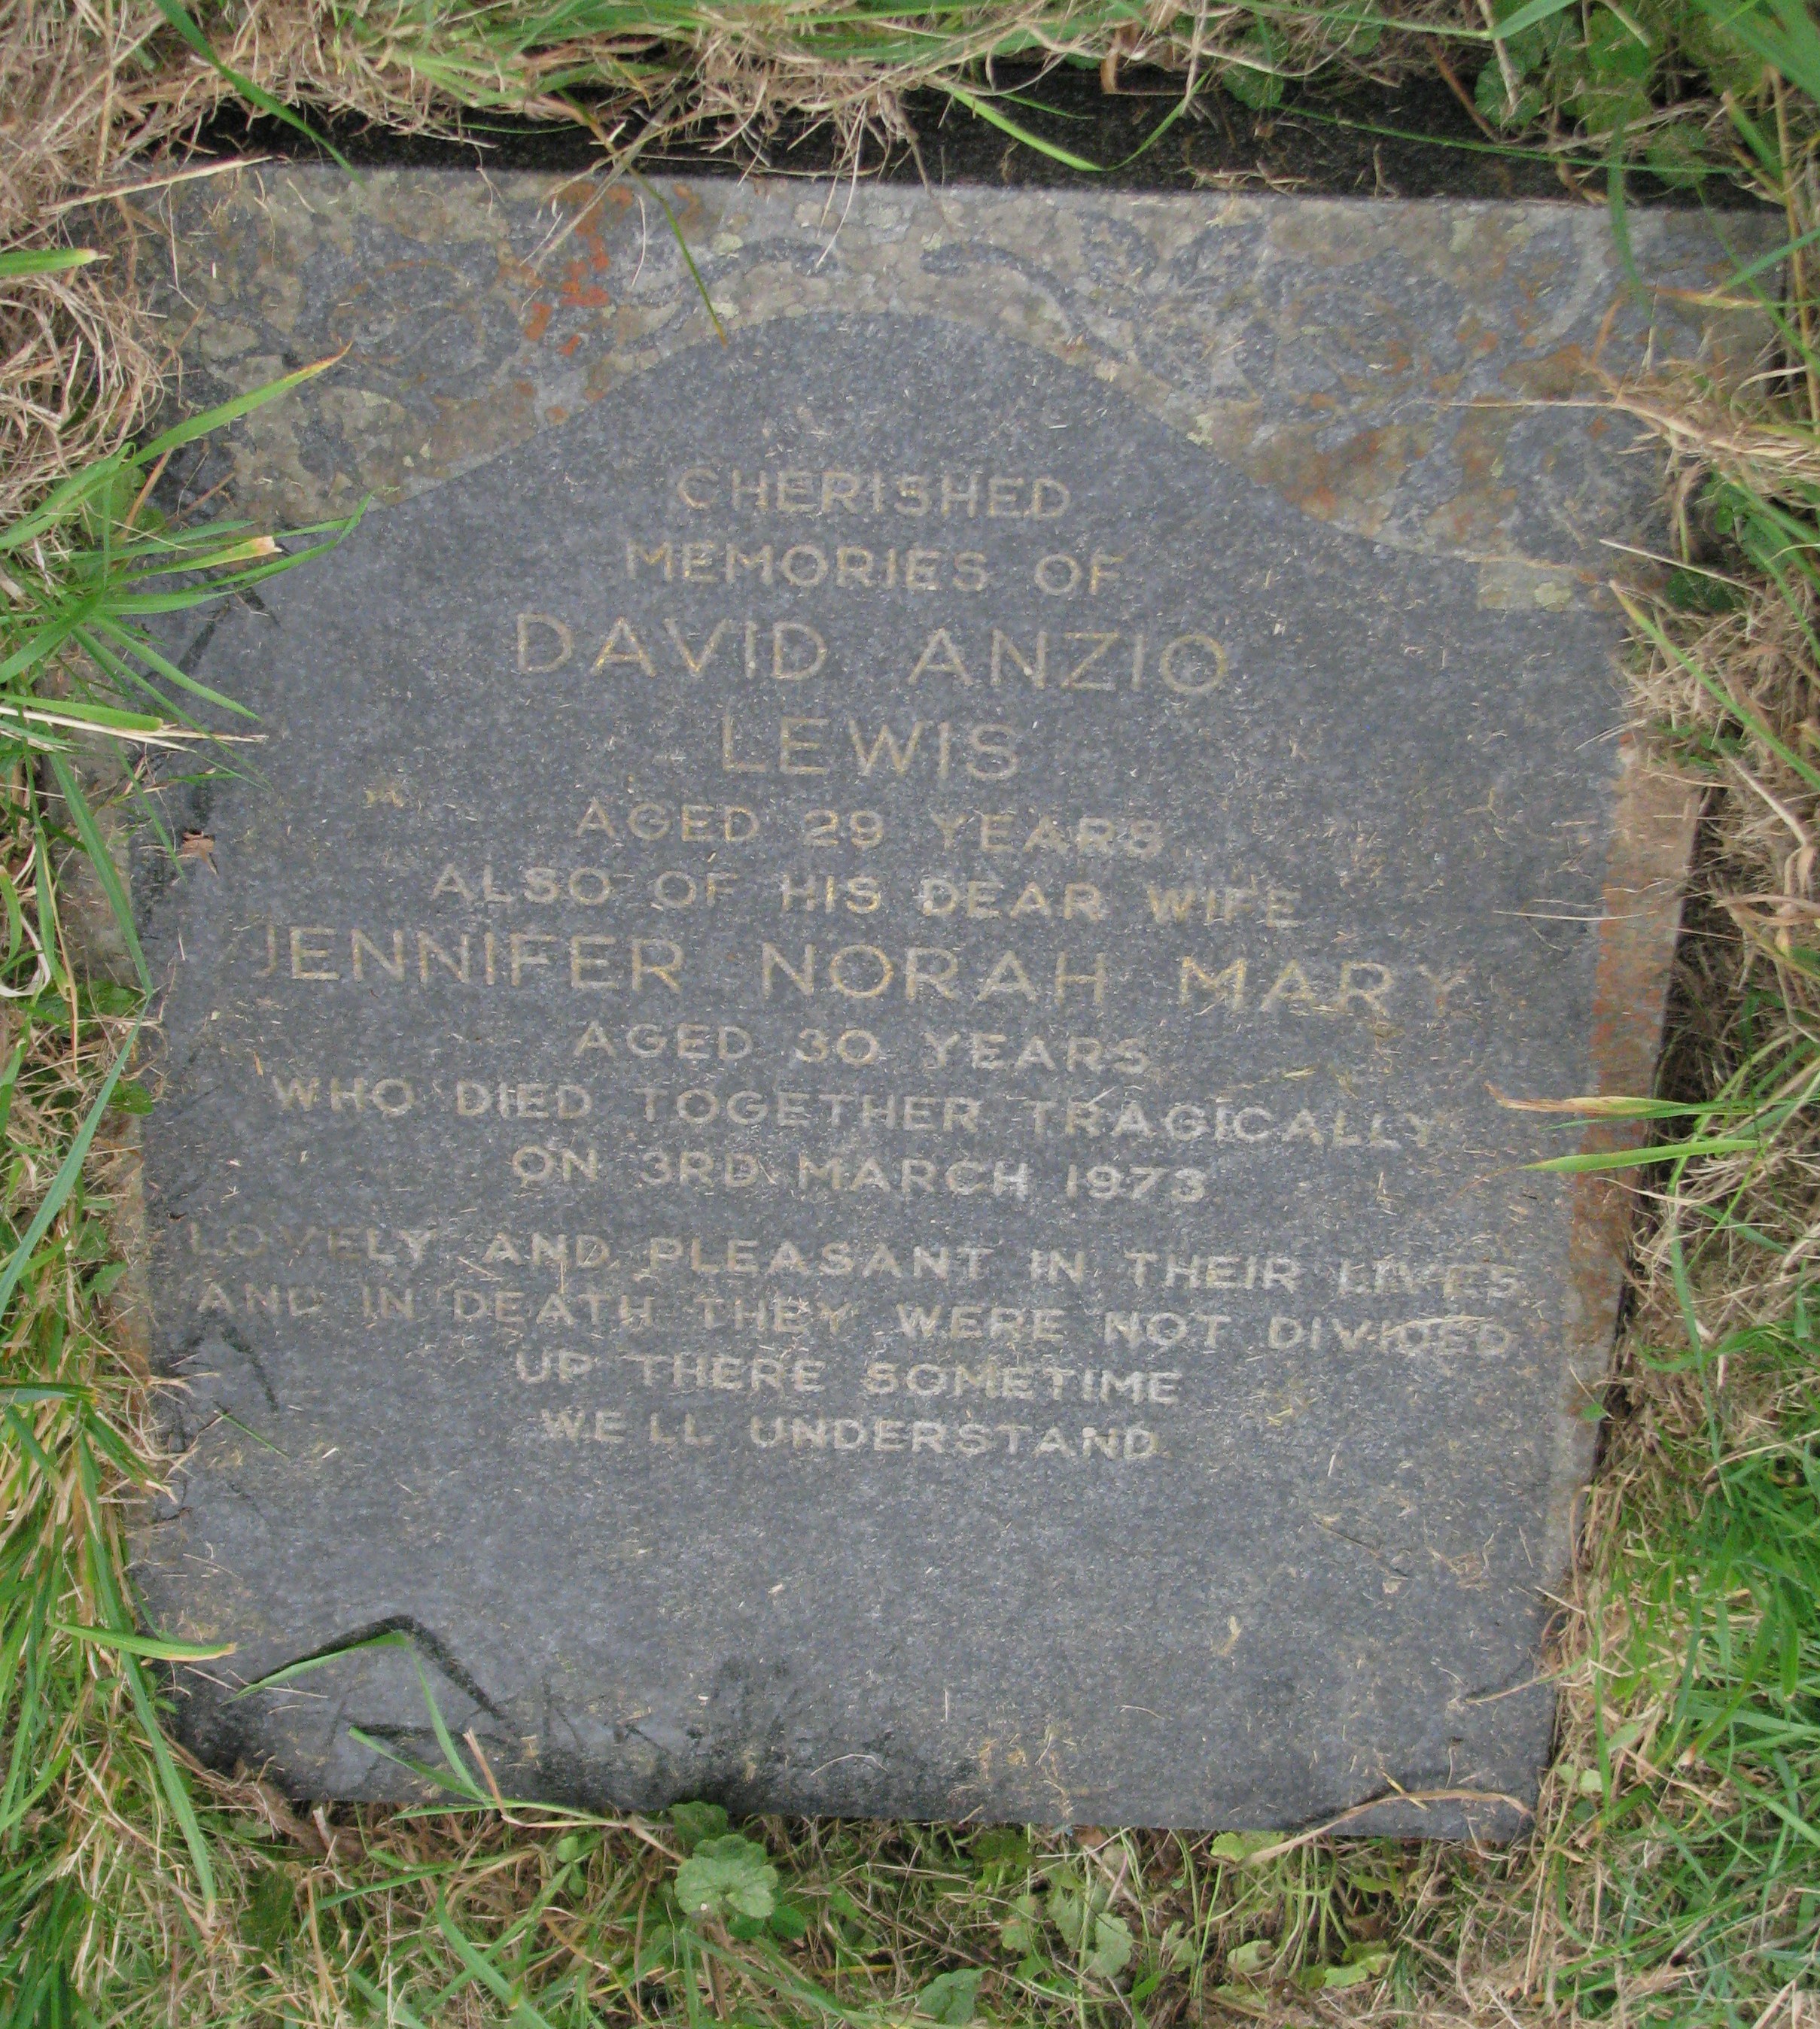 CHERISHED
MEMORIES OF
DAVID ANZIO
LEWIS
AGED 29 YEARS
ALSO OF HIS DEAR WIFE
JENNIFER NORAH MARY
AGED 30 YEARS
WHO DIED TOGETHER TRAGICALLY
ON 3RD MARCH 1973
LOVELY AND PLEASANT IN THEIR LIVES
AND IN DEATH THEY WERE NOT DIVIDED
UP THERE SOMETIME
WE LL UNDERSTAND